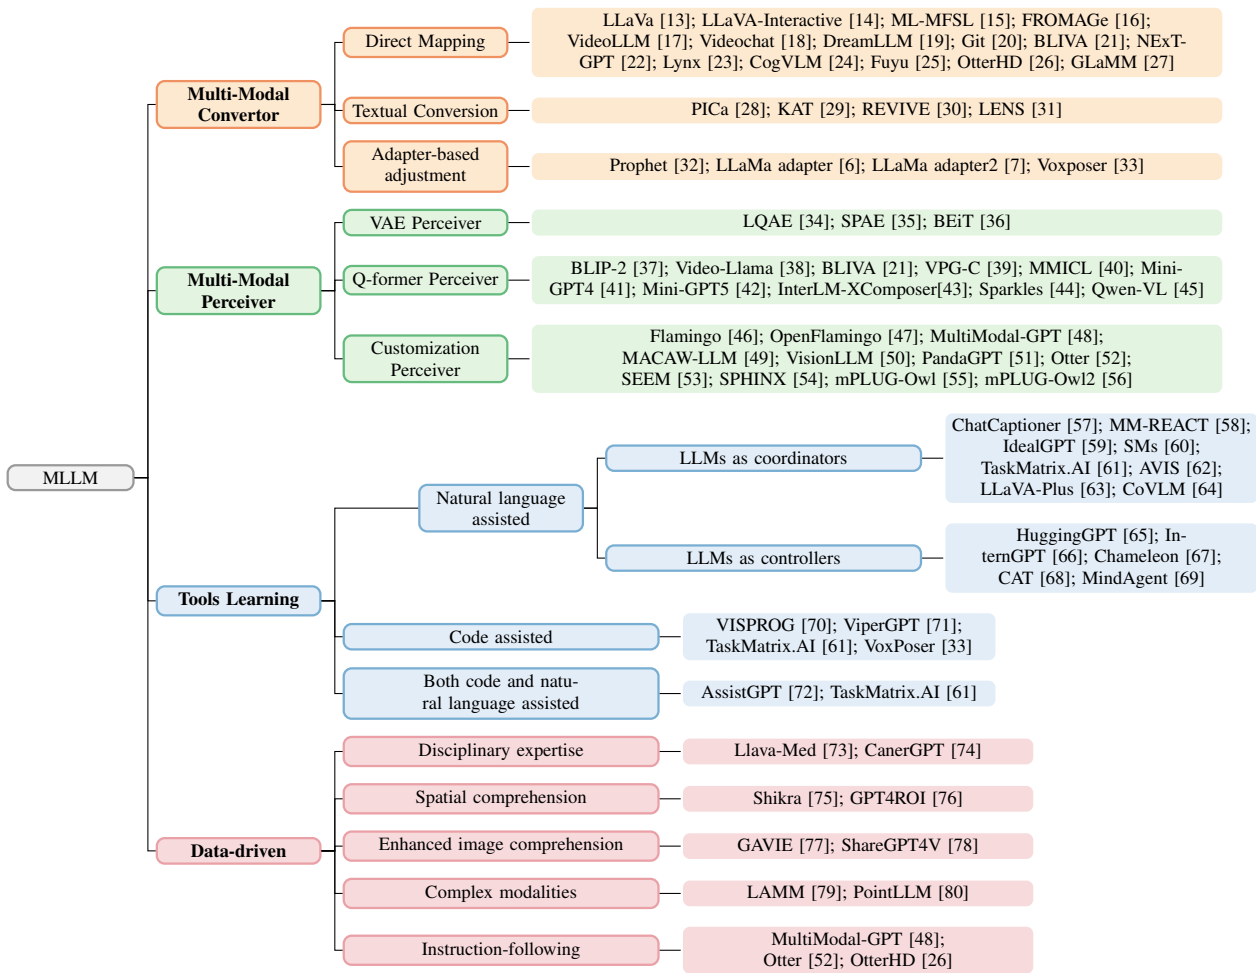 MLLM
Multi-Modal
Convertor
Direct Mapping
LLaVa [13]; LLaVA-Interactive [14]; ML-MFSL [15]; FROMAGe [16];
VideoLLM [17]; Videochat [18]; DreamLLM [19]; Git [20]; BLIVA [21]; NExT-
GPT [22]; Lynx [23]; CogVLM [24]; Fuyu [25]; OtterHD [26]; GLaMM [27]
Textual Conversion
PICa [28]; KAT [29]; REVIVE [30]; LENS [31]
Adapter-based
adjustment
Prophet [32]; LLaMa adapter [6]; LLaMa adapter2 [7]; Voxposer [33]
Multi-Modal
Perceiver
VAE Perceiver
LQAE [34]; SPAE [35]; BEiT [36]
Q-former Perceiver
BLIP-2 [37]; Video-Llama [38]; BLIVA [21]; VPG-C [39]; MMICL [40]; Mini-
GPT4 [41]; Mini-GPT5 [42]; InterLM-XComposer[43]; Sparkles [44]; Qwen-VL [45]
Customization
Perceiver
Flamingo [46]; OpenFlamingo [47]; MultiModal-GPT [48];
MACAW-LLM [49]; VisionLLM [50]; PandaGPT [51]; Otter [52];
SEEM [53]; SPHINX [54]; mPLUG-Owl [55]; mPLUG-Owl2 [56]
Tools Learning
Natural language
assisted
LLMs as coordinators
ChatCaptioner [57]; MM-REACT [58];
IdealGPT [59]; SMs [60];
TaskMatrix.AI [61]; AVIS [62];
LLaVA-Plus [63]; CoVLM [64]
LLMs as controllers
HuggingGPT [65]; In-
ternGPT [66]; Chameleon [67];
CAT [68]; MindAgent [69]
Code assisted
VISPROG [70]; ViperGPT [71];
TaskMatrix.AI [61]; VoxPoser [33]
Both code and natu-
ral language assisted
AssistGPT [72]; TaskMatrix.AI [61]
Data-driven
Disciplinary expertise
Llava-Med [73]; CanerGPT [74]
Spatial comprehension
Shikra [75]; GPT4ROI [76]
Enhanced image comprehension
GAVIE [77]; ShareGPT4V [78]
Complex modalities
LAMM [79]; PointLLM [80]
Instruction-following
MultiModal-GPT [48];
Otter [52]; OtterHD [26]